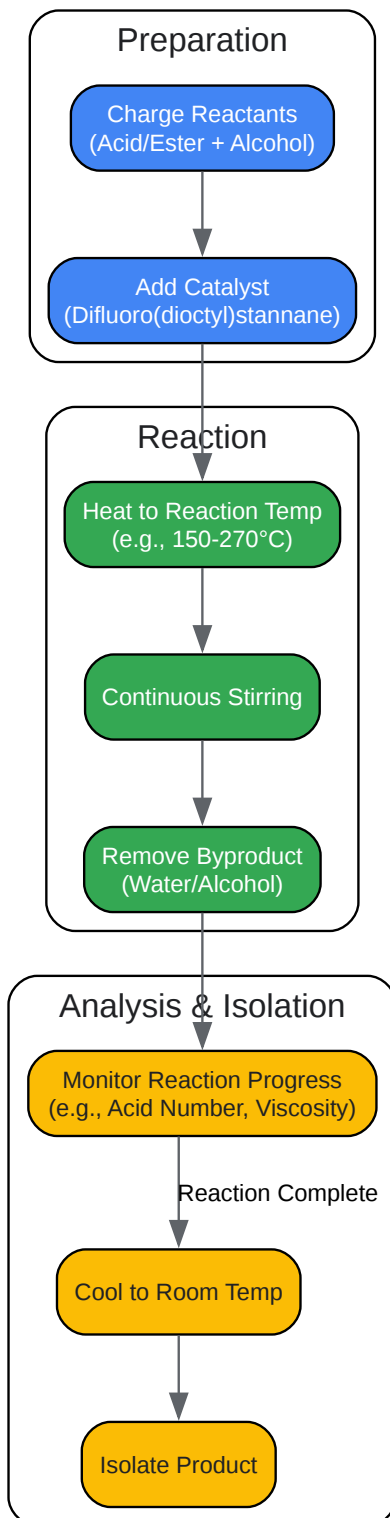 Preparation
Charge Reactants
(Acid/Ester + Alcohol)
Add Catalyst
(Difluoro(dioctyl)stannane)
Reaction
Heat to Reaction Temp
(e.g., 150-270°C)
Continuous Stirring
Remove Byproduct
(Water/Alcohol)
Analysis & Isolation
Monitor Reaction Progress
(e.g., Acid Number, Viscosity)
Reaction Complete
Cool to Room Temp
Isolate Product